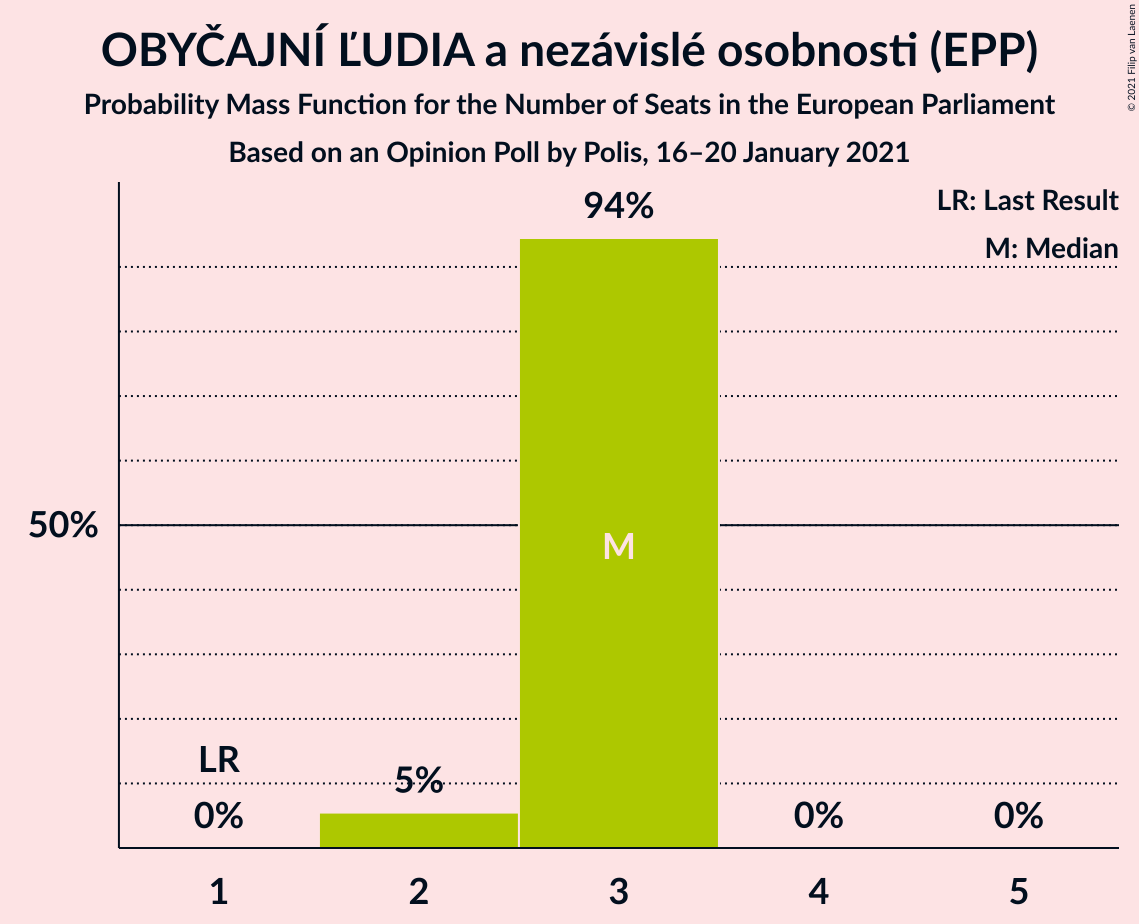 OBYČAJNÍ ĽUDIA a nezávislé osobnosti (EPP)
Probability Mass Function for the Number of Seats in the European Parliament
Based on an Opinion Poll by Polis, 16–20 January 2021
© 2021 Filip van Laenen
LR: Last Result
M: Median
94%
50%
M
LR
5%
0%
0%
0%
1 2 3 4 5